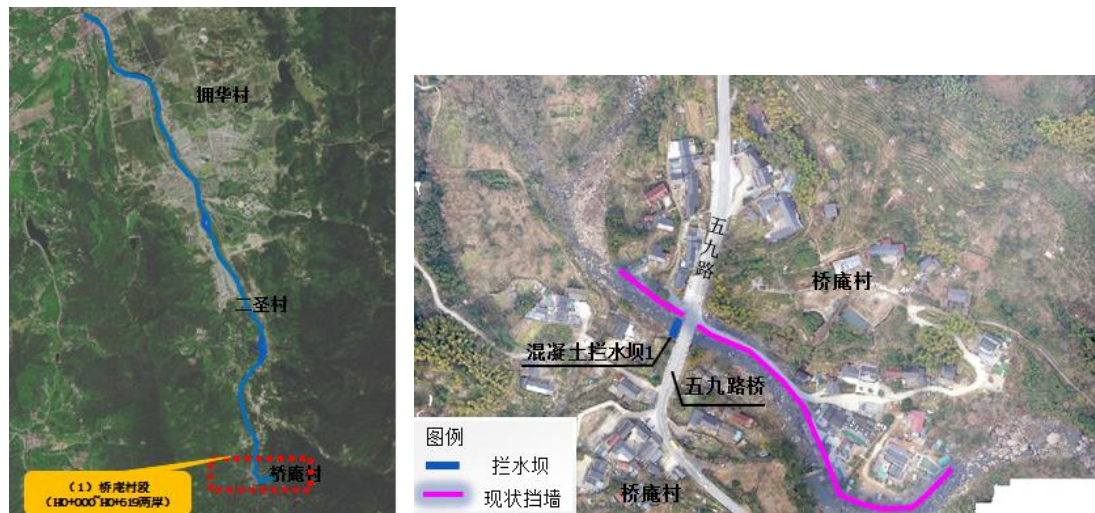 拥华村
二圣村
桥庵村
（1）桥庵村段
（H0+000~H0+619两岸）
五九路
桥庵村
混凝土拦水坝1
五九路桥
图例
拦水坝
现状挡墙
桥庵村